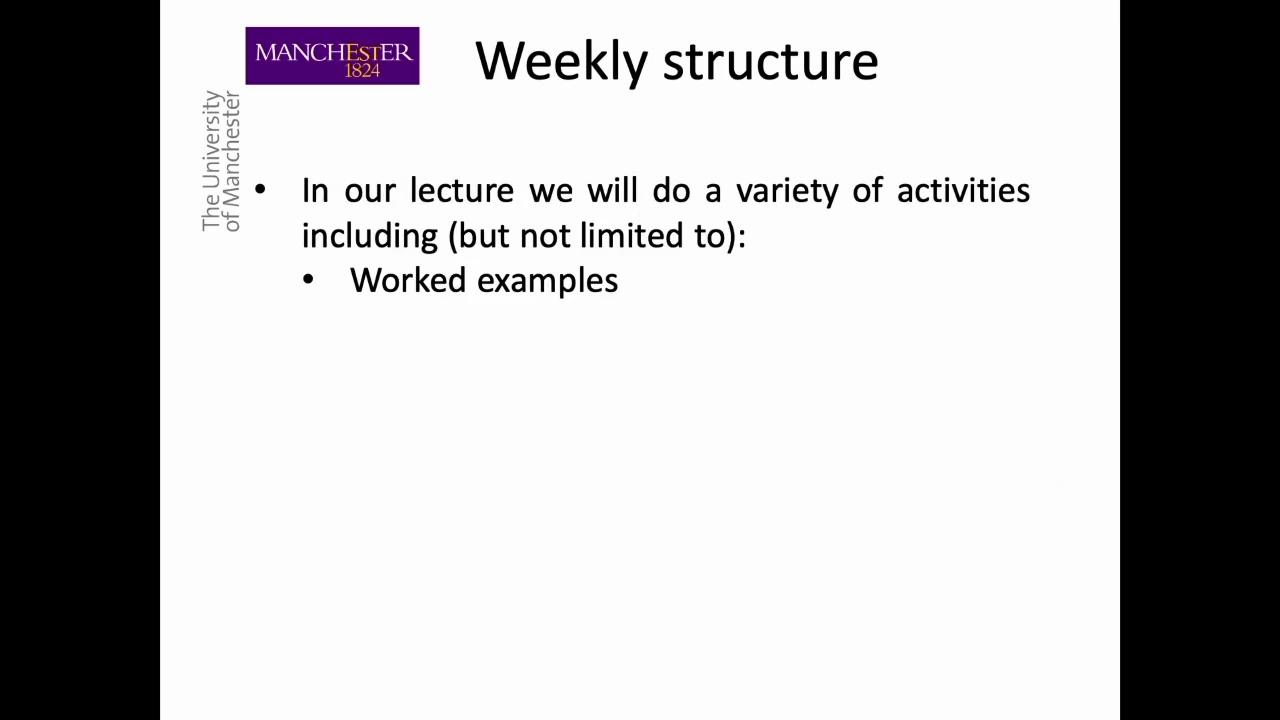 MANCHESTER
1824
The University
of Manchester
Weekly structure
• In our lecture we will do a variety of activities
including (but not limited to):
• Worked examples